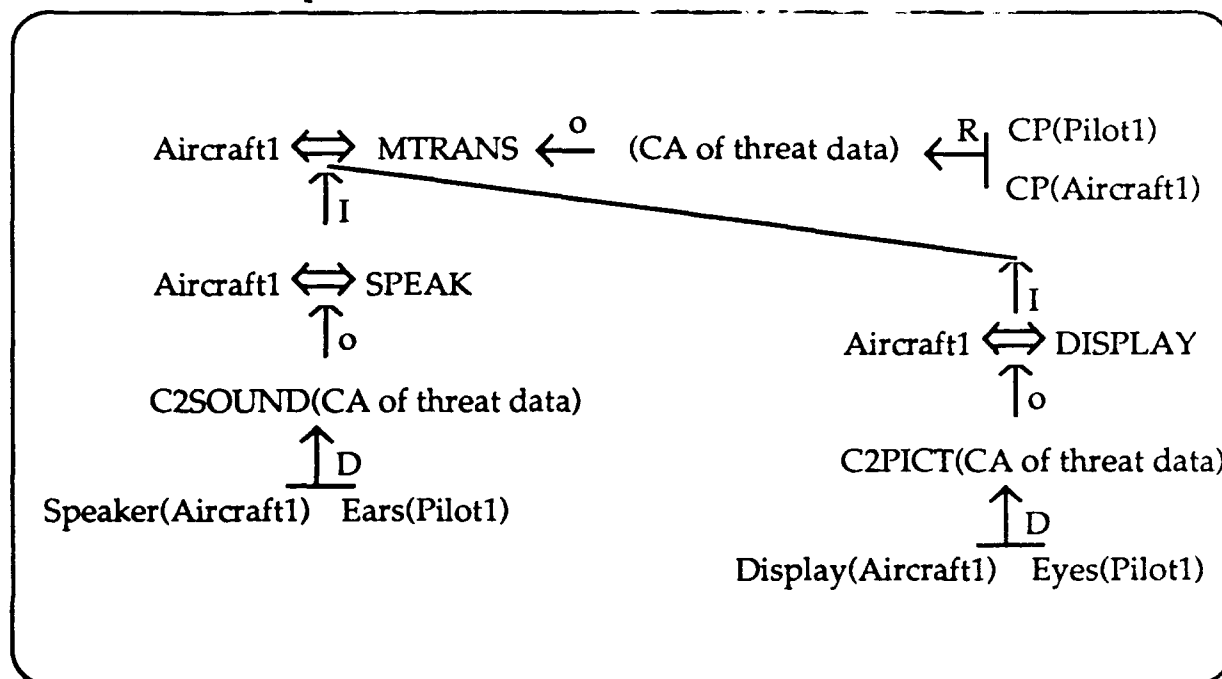 Aircraft1 ⇔ MTRANS ← o (CA of threat data) ← R CP(Pilot1)
CP(Aircraft1)
I
Aircraft1 ⇔ SPEAK
I
o
Aircraft1 ⇔ DISPLAY
C2SOUND(CA of threat data)
o
D
C2PICT(CA of threat data)
Speaker(Aircraft1) Ears(Pilot1)
D
Display(Aircraft1) Eyes(Pilot1)